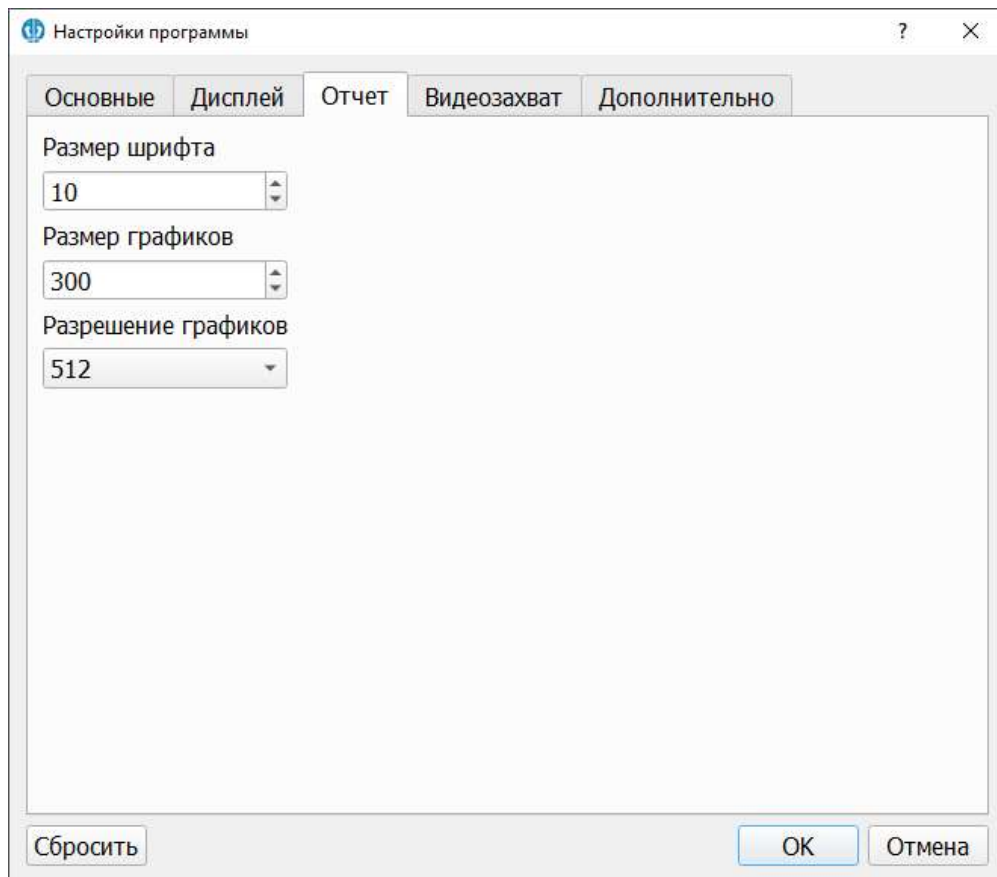 Настройки программы ?
Основные Дисплей Отчет Видеозахват Дополнительно
Размер шрифта
10
Размер графиков
300
Разрешение графиков
512
Сбросить OK Отмена